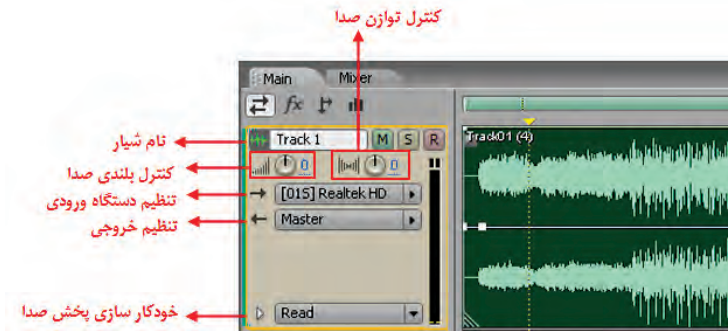 کنترل توازن صدا
Main Mixer
fx
نام شیار
Track 1 M S R
Track01 (4)
کنترل بلندی صدا
0 0
تنظیم دستگاه ورودی
[01S] Realtek HD
تنظیم خروجی
Master
خودکار سازی پخش صدا
Read